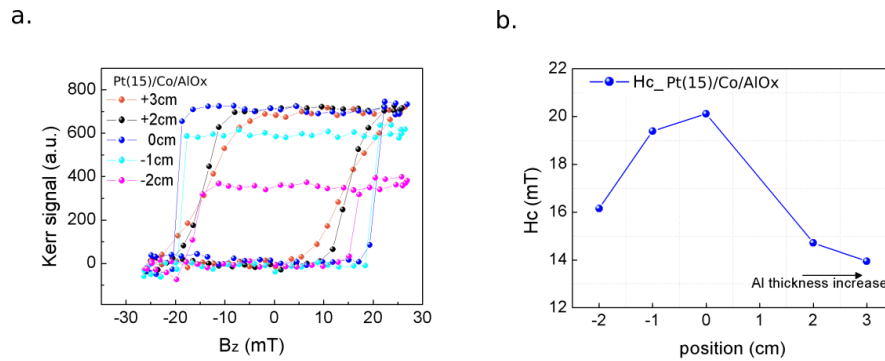 a.
Pt(15)/Co/AlOx
+3cm
+2cm
0cm
-1cm
-2cm
Kerr signal (a.u.)
800
600
400
200
0
-30 -20 -10 0 10 20 30
Bz (mT)
b.
Hc_Pt(15)/Co/AlOx
Hc (mT)
22
20
18
16
14
12
Al thickness increase
-2 -1 0 1 2 3
position (cm)